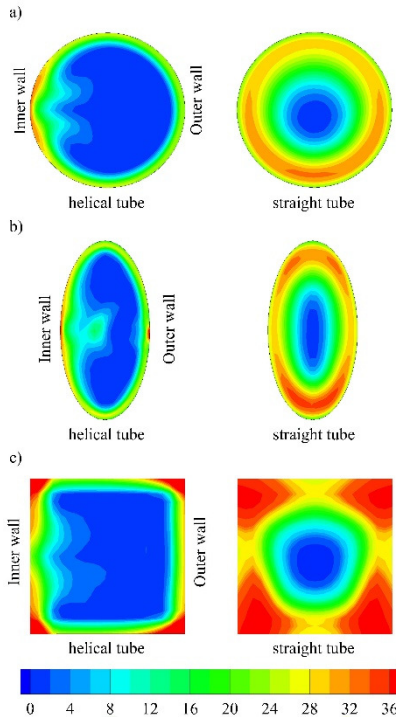 a)
Inner wall
Outer wall
helical tube
straight tube
b)
Inner wall
Outer wall
helical tube
straight tube
c)
Inner wall
Outer wall
helical tube
straight tube
0 4 8 12 16 20 24 28 32 36